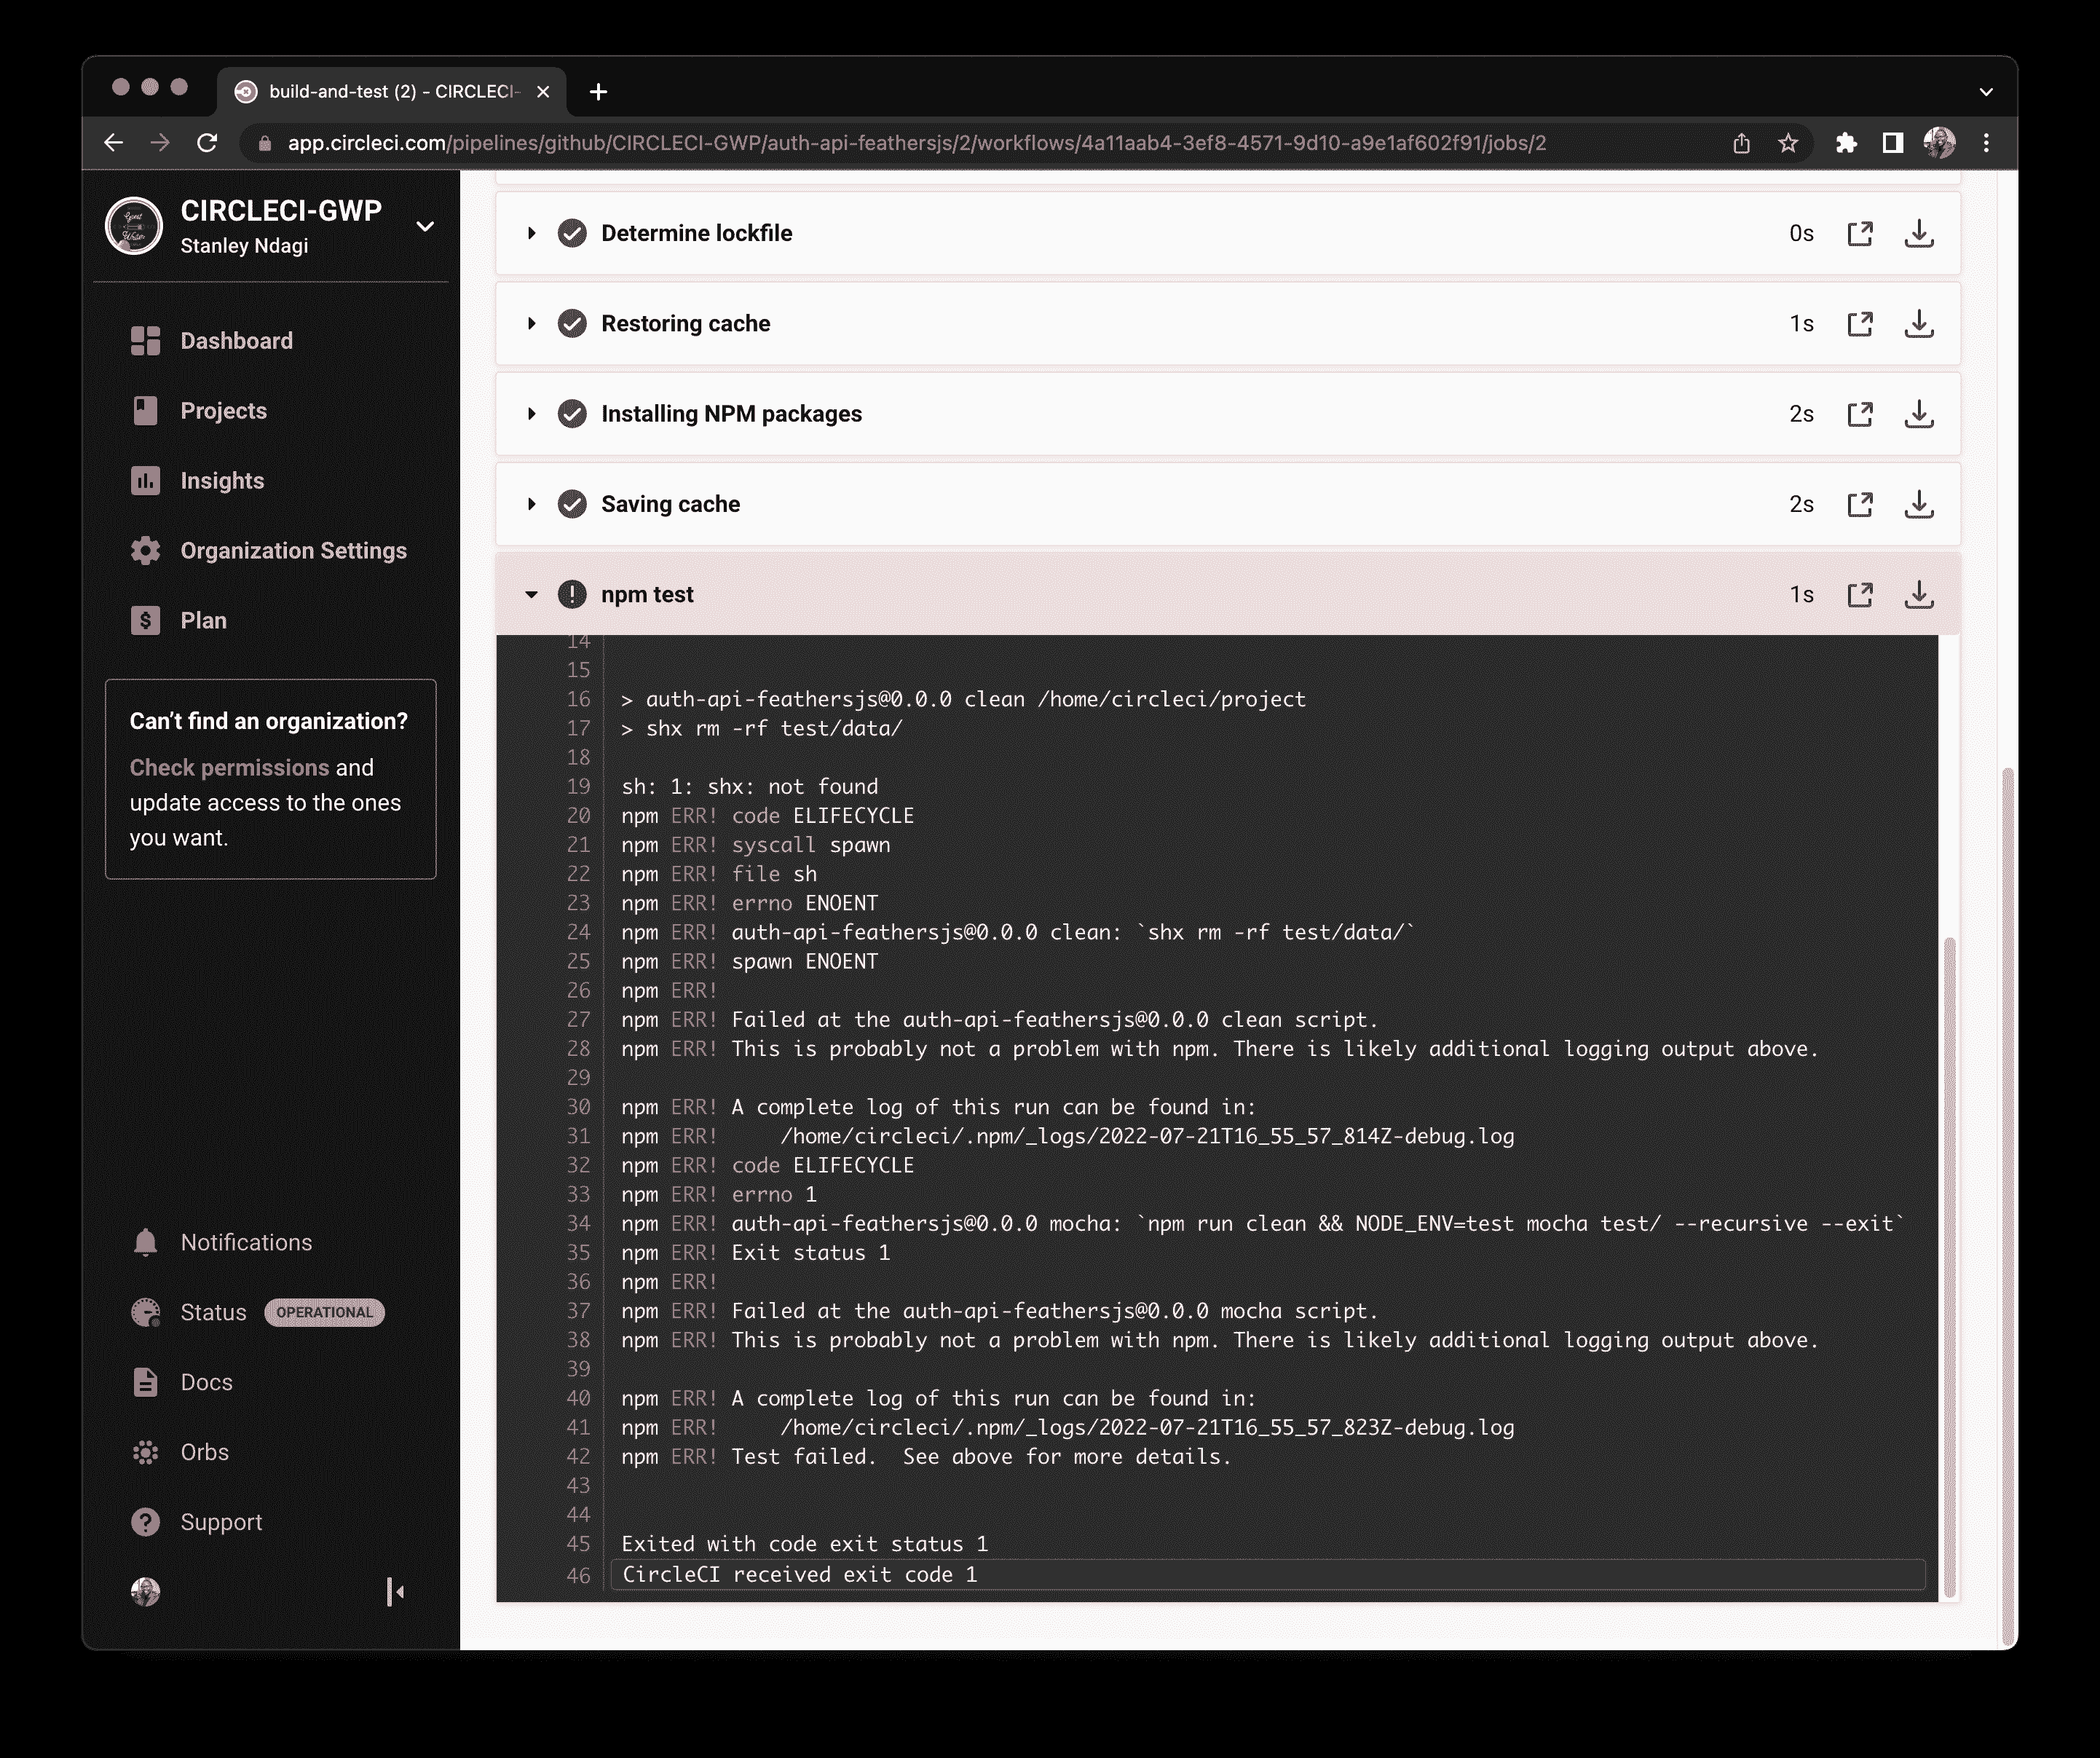 build-and-test (2) - CIRCLECI-
app.circleci.com/pipelines/github/CIRCLECI-GWP/auth-api-feathersjs/2/workflows/4a11aab4-3ef8-4571-9d10-a9e1af602f91/jobs/2
CIRCLECI-GWP
Stanley Ndagi
Dashboard
Projects
Insights
Organization Settings
Plan
Can’t find an organization?
Check permissions and
update access to the ones
you want.
Notifications
Status OPERATIONAL
Docs
Orbs
Support
Determine lockfile 0s
Restoring cache 1s
Installing NPM packages 2s
Saving cache 2s
npm test 1s
14
15
16 > auth-api-feathersjs@0.0.0 clean /home/circleci/project
17 > shx rm -rf test/data/
18
19 sh: 1: shx: not found
20 npm ERR! code ELIFECYCLE
21 npm ERR! syscall spawn
22 npm ERR! file sh
23 npm ERR! errno ENOENT
24 npm ERR! auth-api-feathersjs@0.0.0 clean: `shx rm -rf test/data/`
25 npm ERR! spawn ENOENT
26 npm ERR!
27 npm ERR! Failed at the auth-api-feathersjs@0.0.0 clean script.
28 npm ERR! This is probably not a problem with npm. There is likely additional logging output above.
29
30 npm ERR! A complete log of this run can be found in:
31 npm ERR!     /home/circleci/.npm/_logs/2022-07-21T16_55_57_814Z-debug.log
32 npm ERR! code ELIFECYCLE
33 npm ERR! errno 1
34 npm ERR! auth-api-feathersjs@0.0.0 mocha: `npm run clean && NODE_ENV=test mocha test/ --recursive --exit`
35 npm ERR! Exit status 1
36 npm ERR!
37 npm ERR! Failed at the auth-api-feathersjs@0.0.0 mocha script.
38 npm ERR! This is probably not a problem with npm. There is likely additional logging output above.
39
40 npm ERR! A complete log of this run can be found in:
41 npm ERR!     /home/circleci/.npm/_logs/2022-07-21T16_55_57_823Z-debug.log
42 npm ERR! Test failed.  See above for more details.
43
44
45 Exited with code exit status 1
46 CircleCI received exit code 1